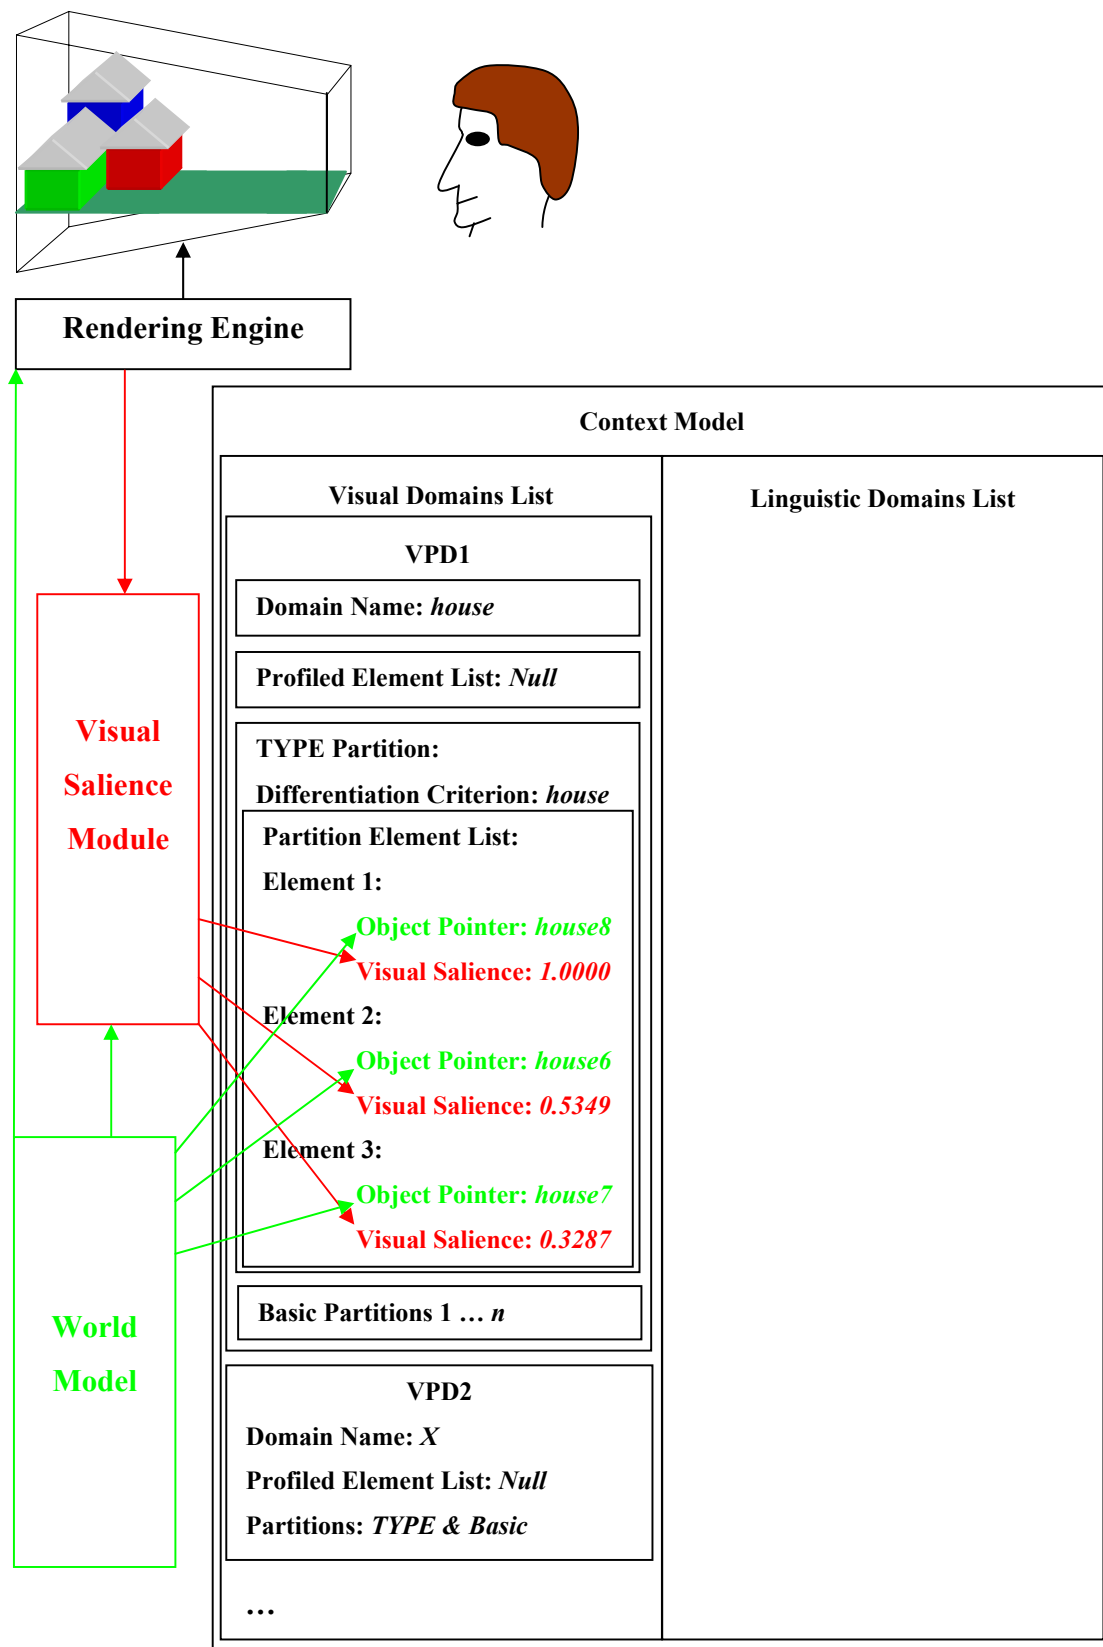 Rendering Engine
Context Model
Visual Domains List
Linguistic Domains List
VPD1
Domain Name: house
Profiled Element List: Null
TYPE Partition:
Differentiation Criterion: house
Partition Element List:
Element 1:
Object Pointer: house8
Visual Salience: 1.0000
Element 2:
Object Pointer: house6
Visual Salience: 0.5349
Element 3:
Object Pointer: house7
Visual Salience: 0.3287
Basic Partitions 1 … n
VPD2
Domain Name: X
Profiled Element List: Null
Partitions: TYPE & Basic
…
Visual
Salience
Module
World
Model